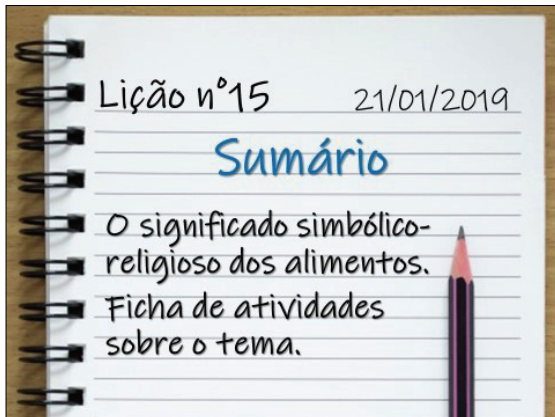 Lição nº15 21/01/2019
Sumário
O significado simbólico-
religioso dos alimentos.
Ficha de atividades
sobre o tema.